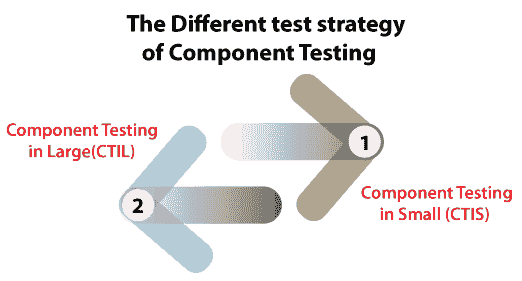 The Different test strategy
of Component Testing
Component Testing
in Large(CTIL)
1
2
Component Testing
in Small (CTIS)